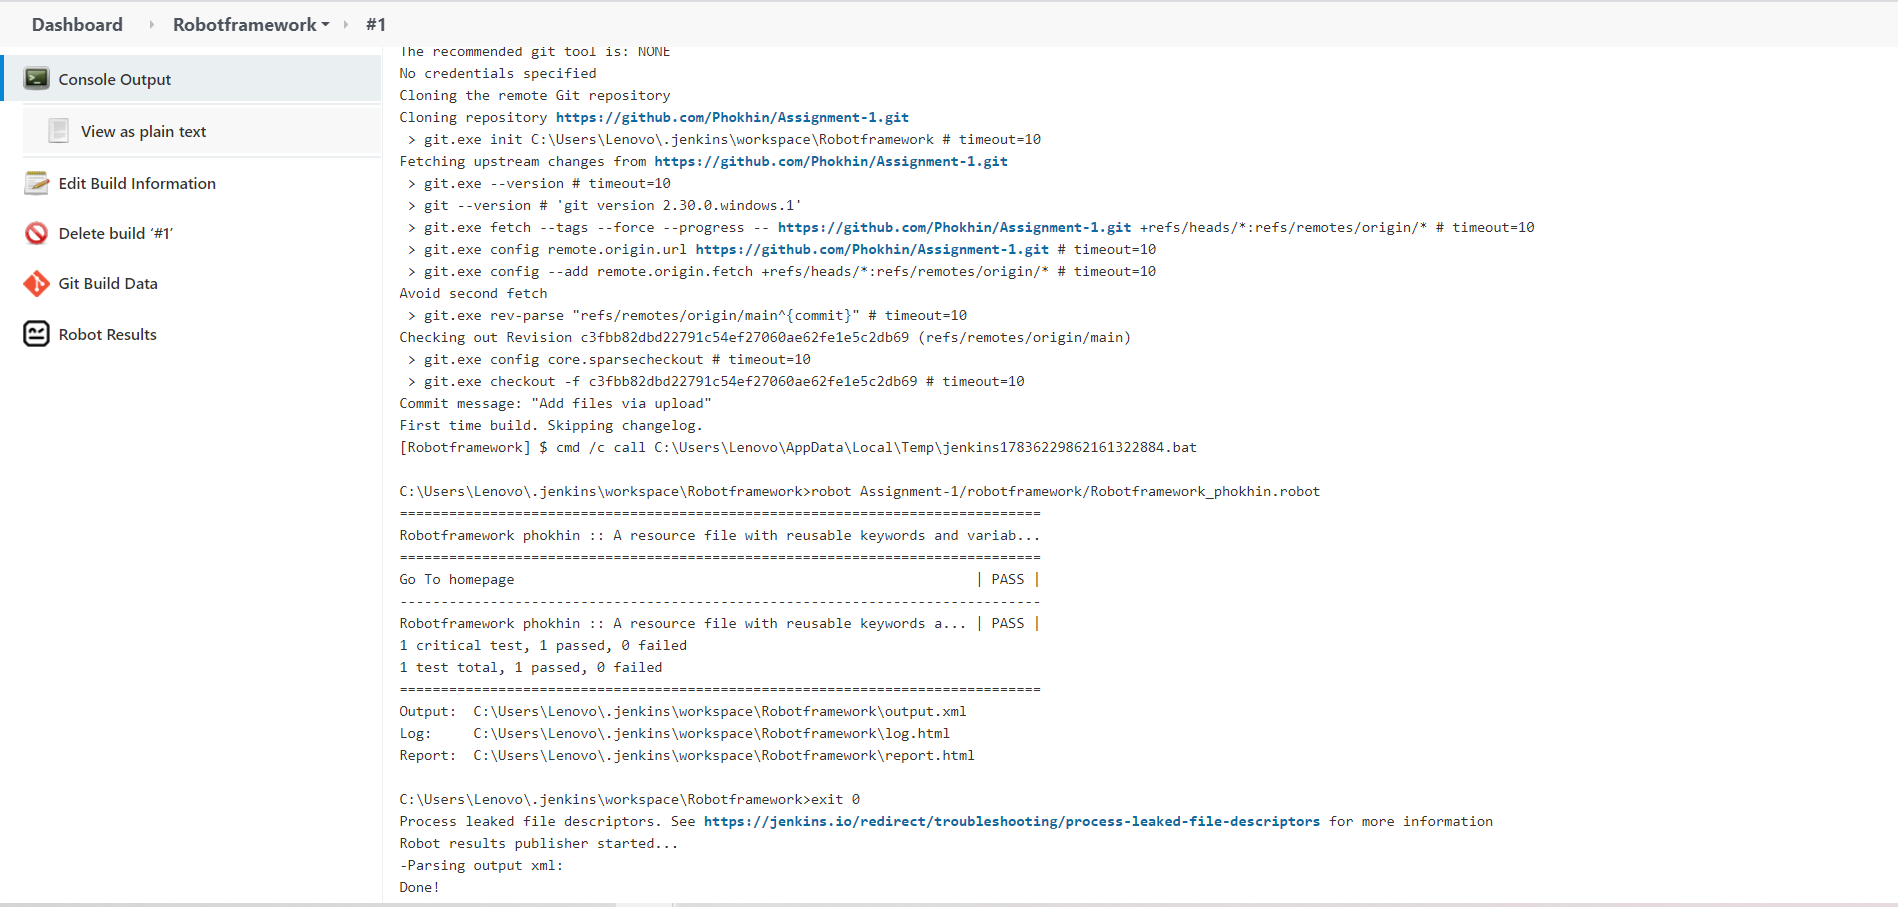 Dashboard Robotframework #1
Console Output
View as plain text
Edit Build Information
Delete build ‘#1’
Git Build Data
Robot Results
The recommended git tool is: NONE
No credentials specified
Cloning the remote Git repository
Cloning repository https://github.com/Phokhin/Assignment-1.git
 > git.exe init C:\Users\Lenovo\.jenkins\workspace\Robotframework # timeout=10
Fetching upstream changes from https://github.com/Phokhin/Assignment-1.git
 > git.exe --version # timeout=10
 > git --version # 'git version 2.30.0.windows.1'
 > git.exe fetch --tags --force --progress -- https://github.com/Phokhin/Assignment-1.git +refs/heads/*:refs/remotes/origin/* # timeout=10
 > git.exe config remote.origin.url https://github.com/Phokhin/Assignment-1.git # timeout=10
 > git.exe config --add remote.origin.fetch +refs/heads/*:refs/remotes/origin/* # timeout=10
Avoid second fetch
 > git.exe rev-parse "refs/remotes/origin/main^{commit}" # timeout=10
Checking out Revision c3fbb82dbd22791c54ef27060ae62fe1e5c2db69 (refs/remotes/origin/main)
 > git.exe config core.sparsecheckout # timeout=10
 > git.exe checkout -f c3fbb82dbd22791c54ef27060ae62fe1e5c2db69 # timeout=10
Commit message: "Add files via upload"
First time build. Skipping changelog.
[Robotframework] $ cmd /c call C:\Users\Lenovo\AppData\Local\Temp\jenkins17836229862161322884.bat
C:\Users\Lenovo\.jenkins\workspace\Robotframework>robot Assignment-1/robotframework/Robotframework_phokhin.robot
==============================================================================
Robotframework phokhin :: A resource file with reusable keywords and variab...
==============================================================================
Go To homepage                                                        | PASS |
------------------------------------------------------------------------------
Robotframework phokhin :: A resource file with reusable keywords a... | PASS |
1 critical test, 1 passed, 0 failed
1 test total, 1 passed, 0 failed
==============================================================================
Output:  C:\Users\Lenovo\.jenkins\workspace\Robotframework\output.xml
Log:     C:\Users\Lenovo\.jenkins\workspace\Robotframework\log.html
Report:  C:\Users\Lenovo\.jenkins\workspace\Robotframework\report.html
C:\Users\Lenovo\.jenkins\workspace\Robotframework>exit 0
Process leaked file descriptors. See https://jenkins.io/redirect/troubleshooting/process-leaked-file-descriptors for more information
Robot results publisher started...
-Parsing output xml:
Done!